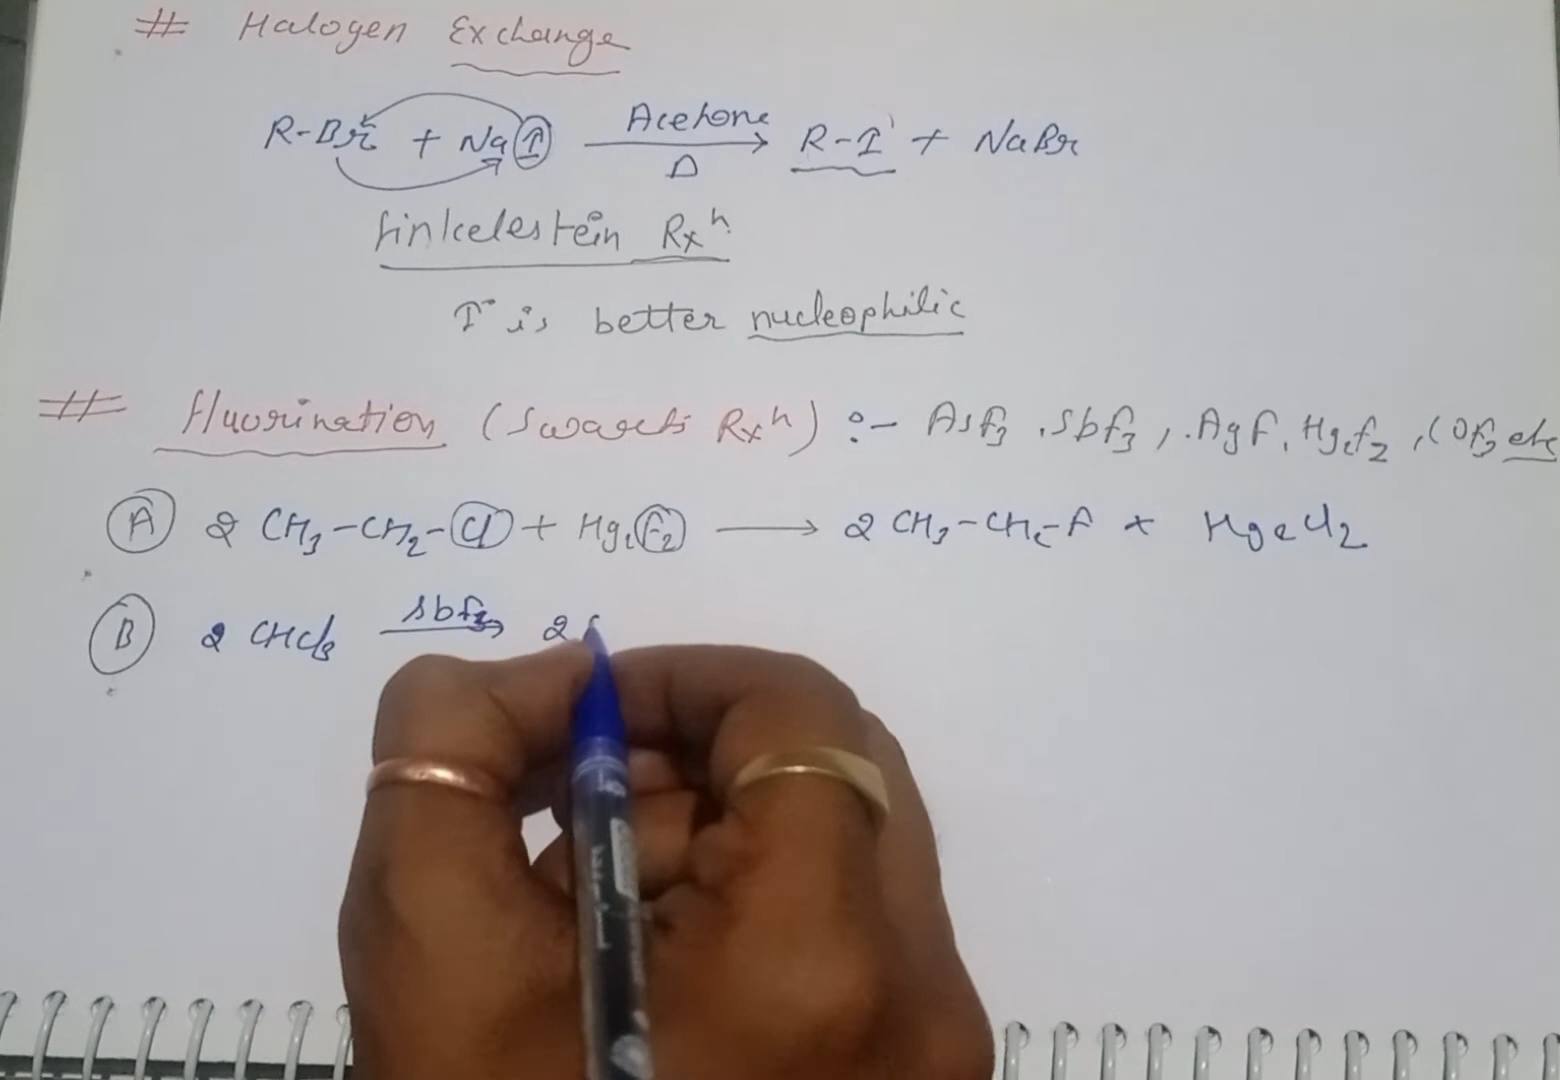 # Halogen Exchange
R-Br + NaI Acetone Δ → R-I + NaBr
finkelestein Rxn
I⁻ is better nucleophilic
# fluorination (Swarts Rxn) :- AsF3, SbF3, AgF, Hg2F2, COF3 etc
A 2 CH3-CH2-Cl + Hg2F2 → 2 CH3-CH2-F + Hg2Cl2
B 2 CHCl3 SbF3 → 2